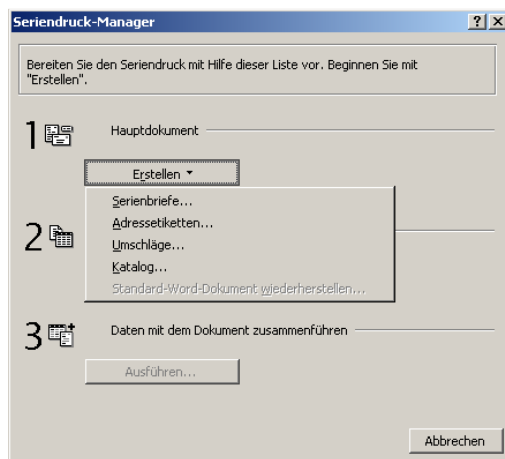 Seriendruck-Manager
Bereiten Sie den Seriendruck mit Hilfe dieser Liste vor. Beginnen Sie mit
"Erstellen".
1 Hauptdokument
Erstellen
Serienbriefe...
Adressetiketten...
2
Umschläge...
Katalog...
Standard-Word-Dokument wiederherstellen...
3 Daten mit dem Dokument zusammenführen
Ausführen...
Abbrechen